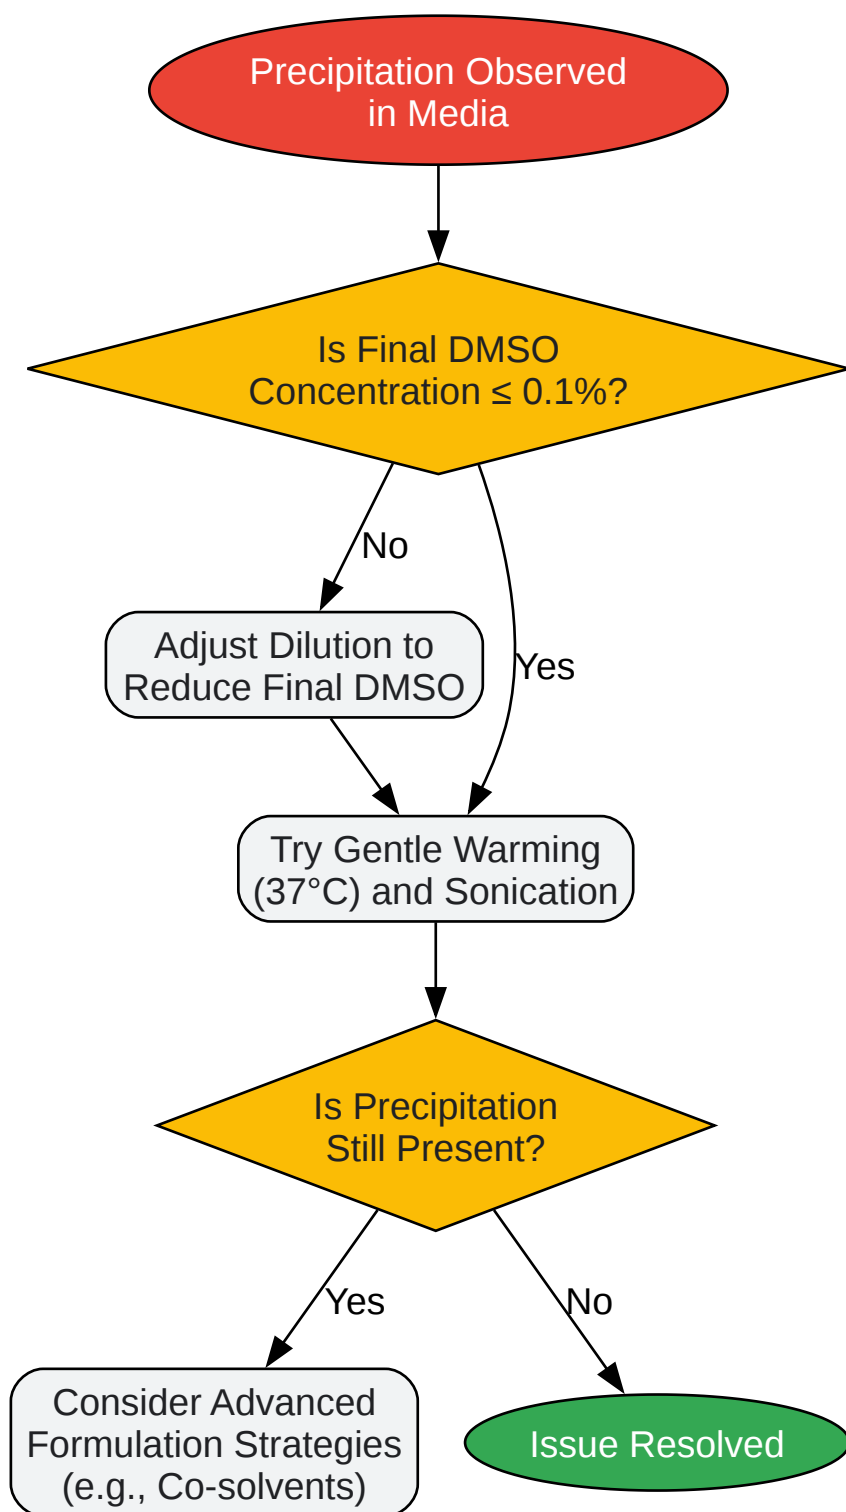 Precipitation Observed
in Media
Is Final DMSO
Concentration ≤ 0.1%?
No
Adjust Dilution to
Reduce Final DMSO
Yes
Try Gentle Warming
(37°C) and Sonication
Is Precipitation
Still Present?
Yes
No
Consider Advanced
Formulation Strategies
(e.g., Co-solvents)
Issue Resolved